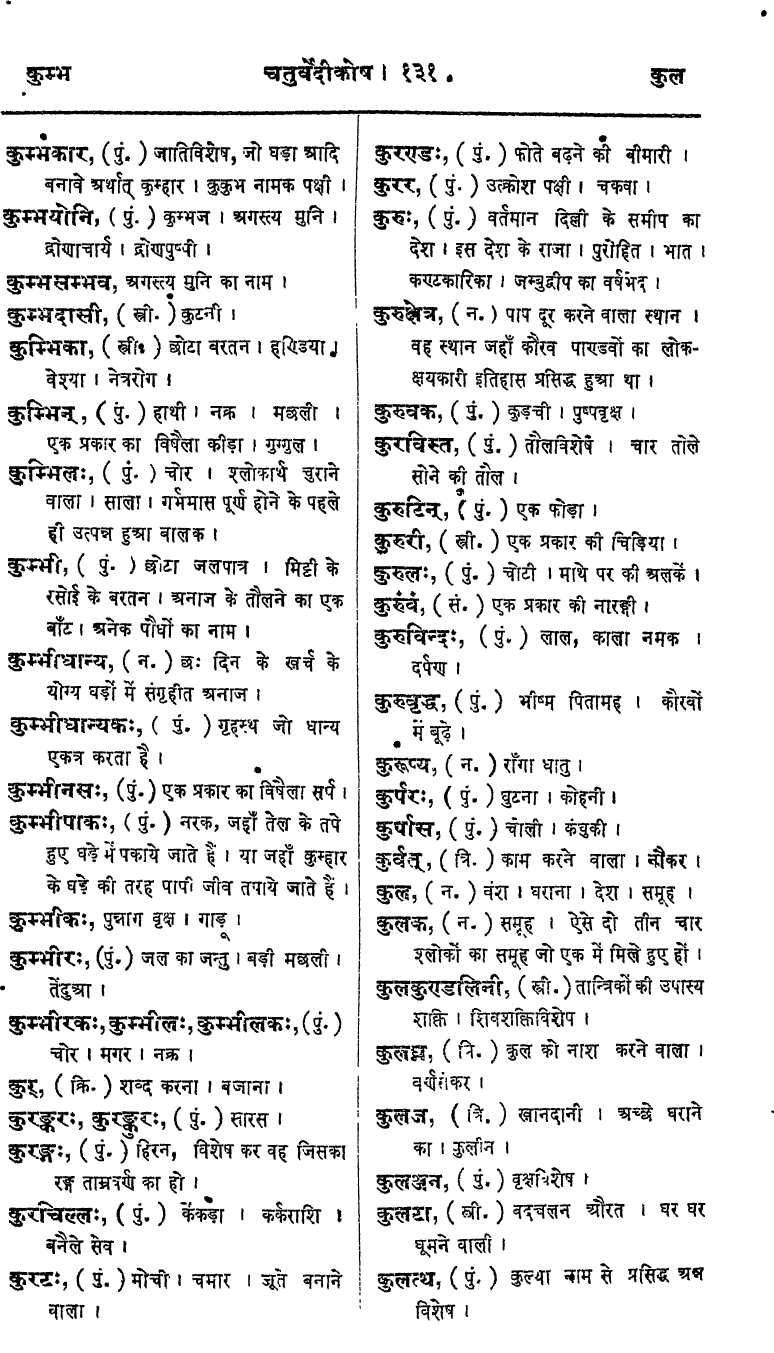 कुम्भ
चतुर्वेदीकोष । १३१ .
कुल
कुम्भकार, ( पुं. ) जातिविशेष, जो घड़ा आदि
बनावे अर्थात् कुम्हार । कुकुभ नामक पक्षी ।
कुम्भयोनि, ( पुं. ) कुम्भज । अगस्त्य मुनि ।
द्रोणाचार्य । द्रोणपुष्पी ।
कुम्भसम्भव, अगस्त्य मुनि का नाम ।
कुम्भदासी, ( स्त्री. ) कुटनी ।
कुम्भिका, ( स्त्री. ) छोटा बरतन । हण्डिया ।
वेश्या । नेत्ररोग ।
कुम्भिन्, ( पुं. ) हाथी । नक्र । मछली ।
एक प्रकार का विषैला कीड़ा । गुग्गुल ।
कुम्भिलः, ( पुं. ) चोर । श्लोकार्थ चुराने
वाला । साला । गर्भमास पूर्ण होने के पहले
ही उत्पन्न हुआ बालक ।
कुम्भी, ( पुं. ) छोटा जलपात्र । मिट्टी के
रसोई के बरतन । अनाज के तौलने का एक
बाँट । अनेक पौधों का नाम ।
कुम्भीधान्य, ( न. ) छः दिन के खर्च के
योग्य घड़ों में संगृहीत अनाज ।
कुम्भीधान्यकः, ( पुं. ) गृहस्थ जो धान्य
एकत्र करता है ।
कुम्भीनसः, (पुं.) एक प्रकार का विषैला सर्प ।
कुम्भीपाकः, ( पुं. ) नरक, जहाँ तेल के तपे
हुए घड़े में पकाये जाते हैं । या जहाँ कुम्हार
के घड़े की तरह पापी जीव तपाये जाते हैं ।
कुम्भीकः, पुन्नाग वृक्ष । गाड़ू ।
कुम्भीरः, (पुं.) जल का जन्तु । बड़ी मछली ।
तेंदुआ ।
कुम्भीरकः, कुम्भीलः, कुम्भीलकः, (पुं.)
चोर । मगर । नक्र ।
कुर्, ( क्रि. ) शब्द करना । बजाना ।
कुरङ्करः, कुरङ्कुरः, ( पुं. ) सारस ।
कुरङ्गः, ( पुं. ) हिरन, विशेष कर वह जिसका
रङ्ग ताम्रवर्ण का हो ।
कुरचिल्लः, ( पुं. ) केंकड़ा । कर्कराशि ।
बनैले सेव ।
कुरटः, ( पुं. ) मोची । चमार । जूते बनाने
वाला ।
कुरण्डः, ( पुं. ) फोते बढ़ने की बीमारी ।
कुरर, ( पुं. ) उत्क्रोश पक्षी । चकवा ।
कुरुः, ( पुं. ) वर्तमान दिल्ली के समीप का
देश । इस देश के राजा । पुरोहित । भात ।
कण्टकारिका । जम्बुद्वीप का वर्षभेद ।
कुरुक्षेत्र, ( न. ) पाप दूर करने वाला स्थान ।
वह स्थान जहाँ कौरव पाण्डवों का लोक-
क्षयकारी इतिहास प्रसिद्ध हुआ था ।
कुरुवक, ( पुं. ) कुड़ची । पुष्पवृक्ष ।
कुरविस्त, ( पुं. ) तौलविशेष । चार तोले
सोने की तौल ।
कुरुटिन्, ( पुं. ) एक फोड़ा ।
कुरुरी, ( स्त्री. ) एक प्रकार की चिड़िया ।
कुरुलः, ( पुं. ) चोटी । माथे पर की अलकें ।
कुरुंवं, ( सं. ) एक प्रकार की नारङ्गी ।
कुरुविन्दः, ( पुं. ) लाल, काला नमक ।
दर्पण ।
कुरुवृद्ध, ( पुं. ) भीष्म पितामह । कौरवों
में बूढ़े ।
कुरूप्य, ( न. ) राँगा धातु ।
कुर्परः, ( पुं. ) घुटना । कोहनी ।
कुर्पास, ( पुं. ) चोली । कंचुकी ।
कुर्वत्, ( त्रि. ) काम करने वाला । नौकर ।
कुल, ( न. ) वंश । घराना । देश । समूह ।
कुलक, ( न. ) समूह । ऐसे दो तीन चार
श्लोकों का समूह जो एक में मिले हुए हों ।
कुलकुण्डलिनी, ( स्त्री. ) तान्त्रिकों की उपास्य
शक्ति । शिवशक्तिविशेष ।
कुलघ्न, ( त्रि. ) कुल को नाश करने वाला ।
वर्णसंकर ।
कुलज, ( त्रि. ) खानदानी । अच्छे घराने
का । कुलीन ।
कुलञ्जन, ( पुं. ) वृक्षविशेष ।
कुलटा, ( स्त्री. ) बदचलन औरत । घर घर
घूमने वाली ।
कुलत्थ, ( पुं. ) कुल्था नाम से प्रसिद्ध अन्न
विशेष ।